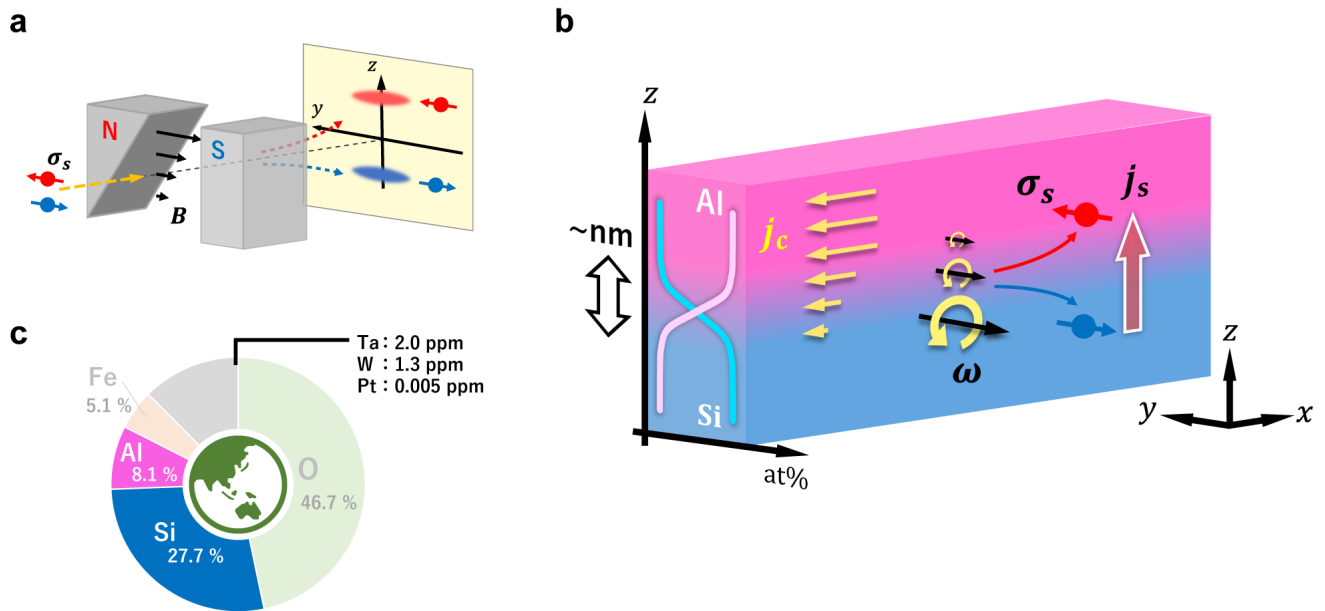 a
N
S
σs
B
z
y
b
z
~nm
Al
Si
at%
jc
ω
σs
js
z
y
x
c
Ta : 2.0 ppm
W : 1.3 ppm
Pt : 0.005 ppm
Fe
5.1 %
Al
8.1 %
Si
27.7 %
O
46.7 %